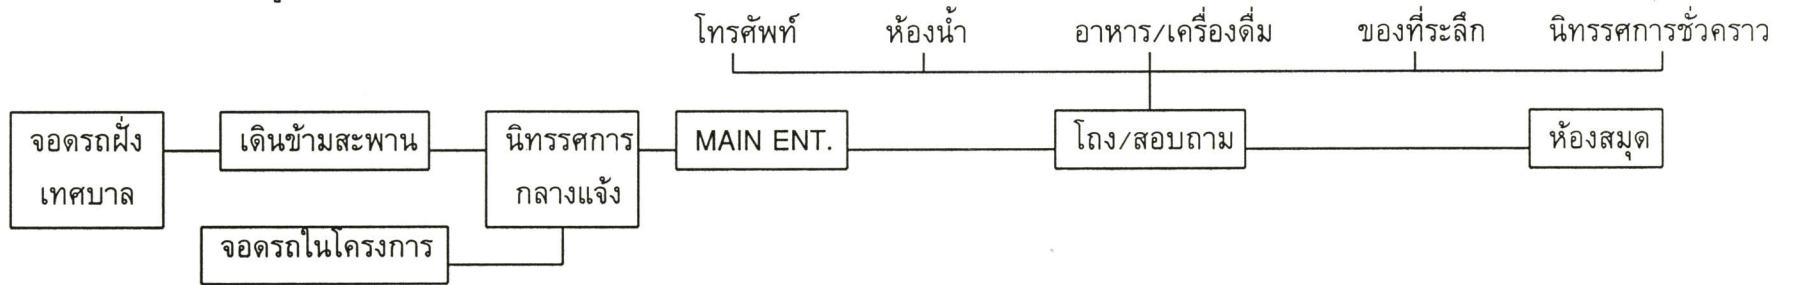 โทรศัพท์ ห้องน้ำ อาหาร/เครื่องดื่ม ของที่ระลึก นิทรรศการชั่วคราว
จอดรถฝั่ง เดินข้ามสะพาน นิทรรศการ MAIN ENT. โถง/สอบถาม ห้องสมุด
เทศบาล กลางแจ้ง
จอดรถในโครงการ